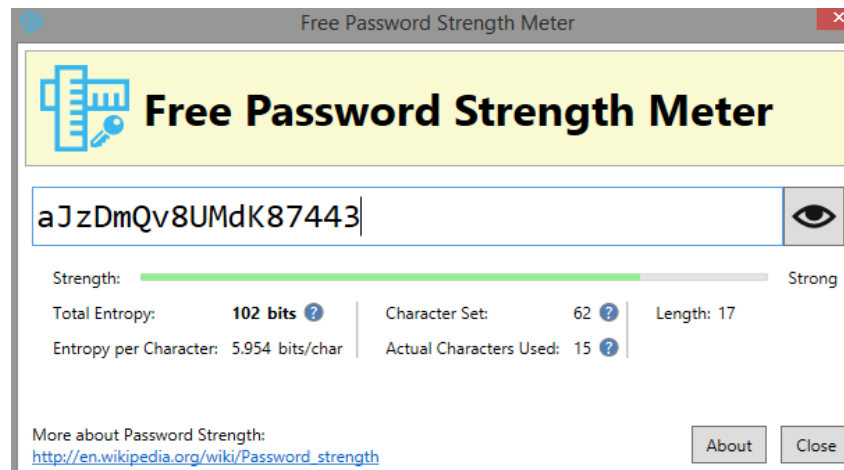 Free Password Strength Meter
Free Password Strength Meter
aJzDmQv8UMdK87443
Strength: Strong
Total Entropy: 102 bits ? Character Set: 62 ? Length: 17
Entropy per Character: 5.954 bits/char Actual Characters Used: 15 ?
More about Password Strength:
http://en.wikipedia.org/wiki/Password_strength
About Close